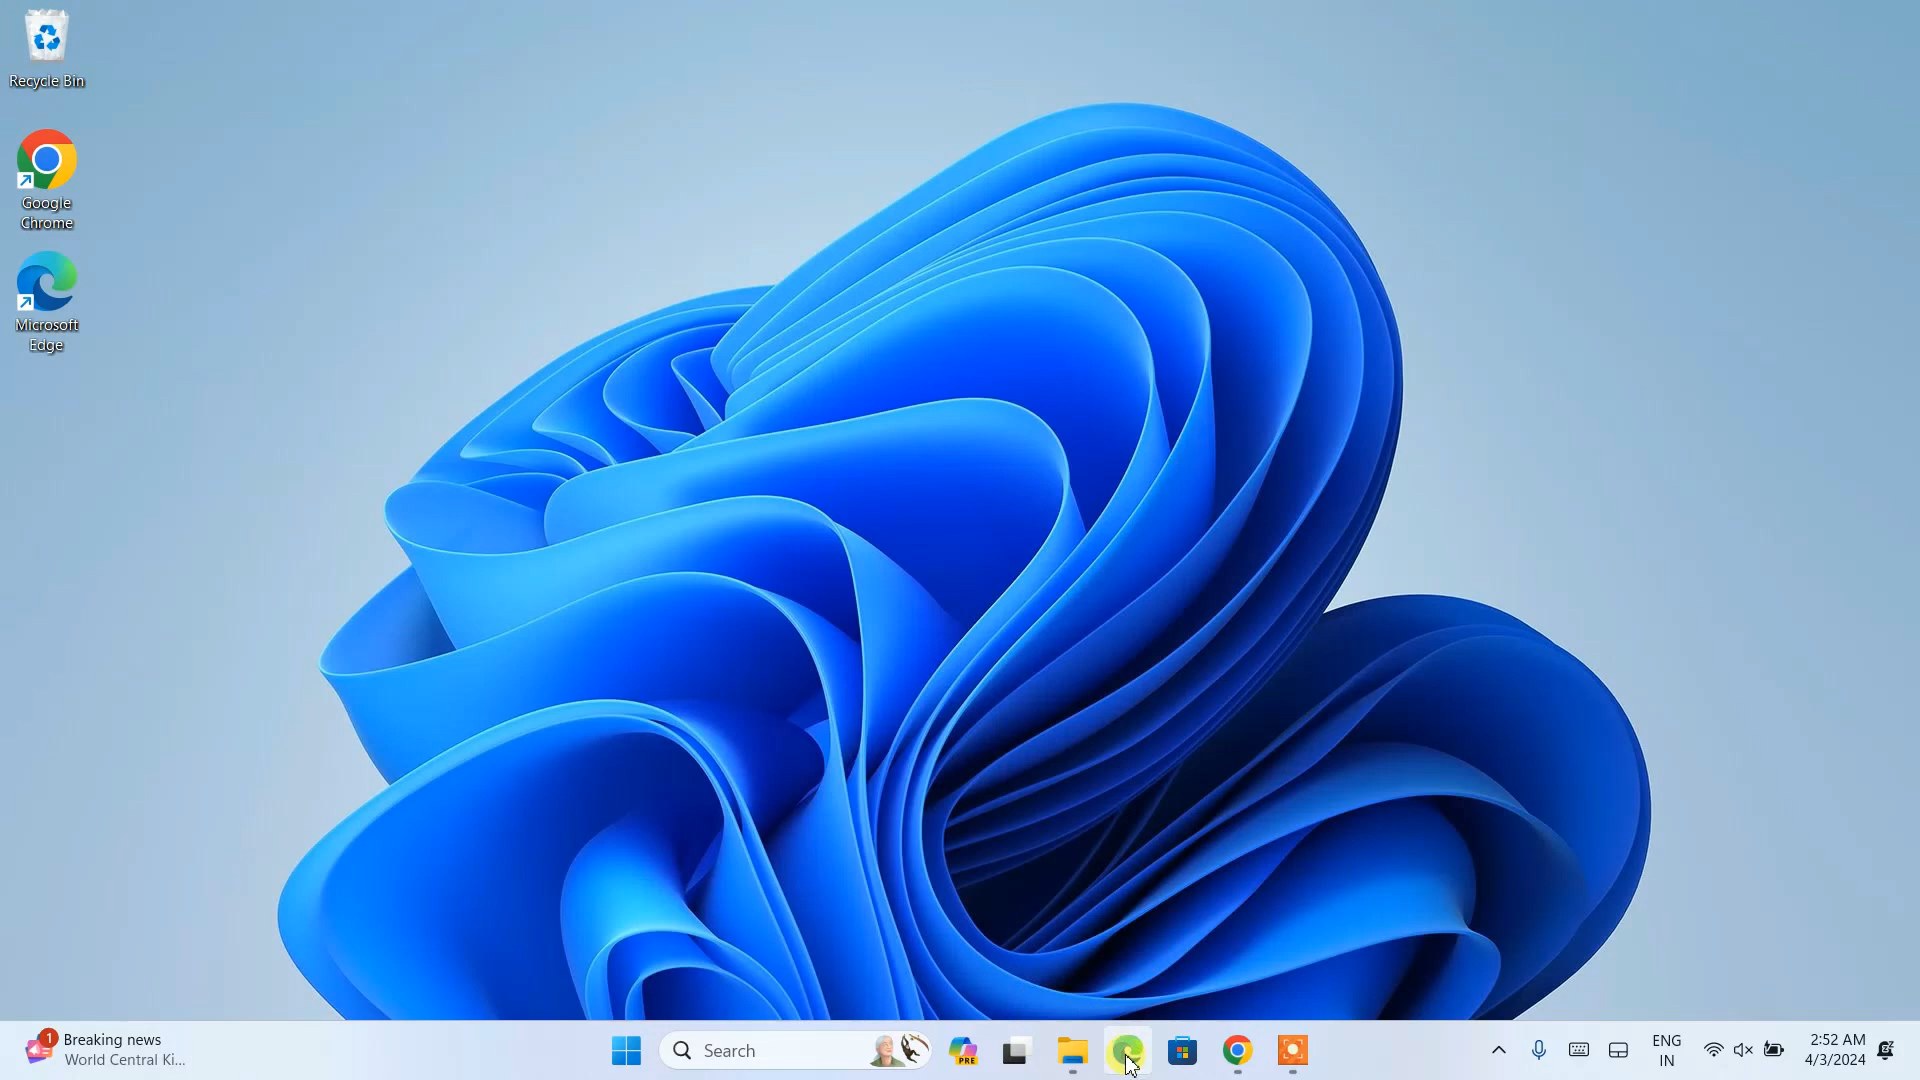 Recycle Bin
Google
Chrome
Microsoft
Edge
1
Breaking news
World Central Ki...
Search
PRE
ENG
IN
2:52 AM
4/3/2024